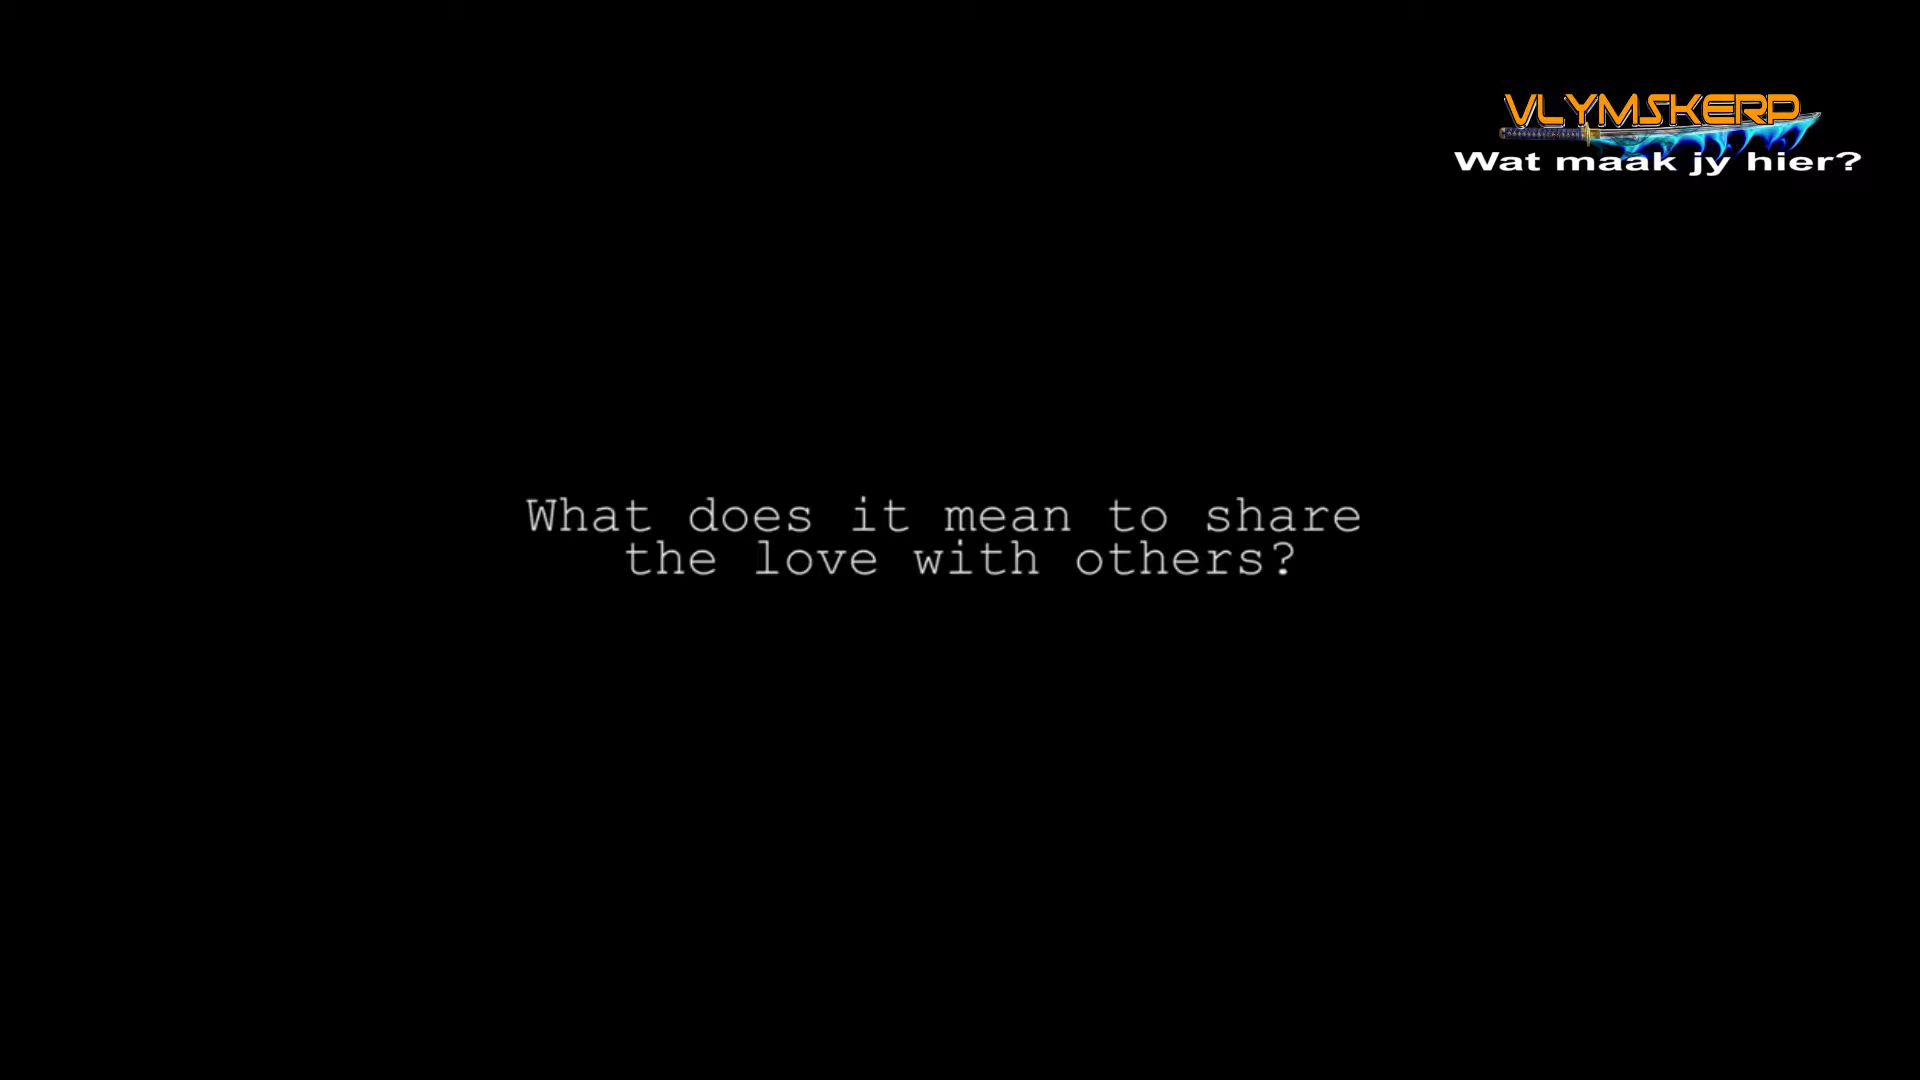 VLYMSKERP
Wat maak jy hier?
What does it mean to share
the love with others?